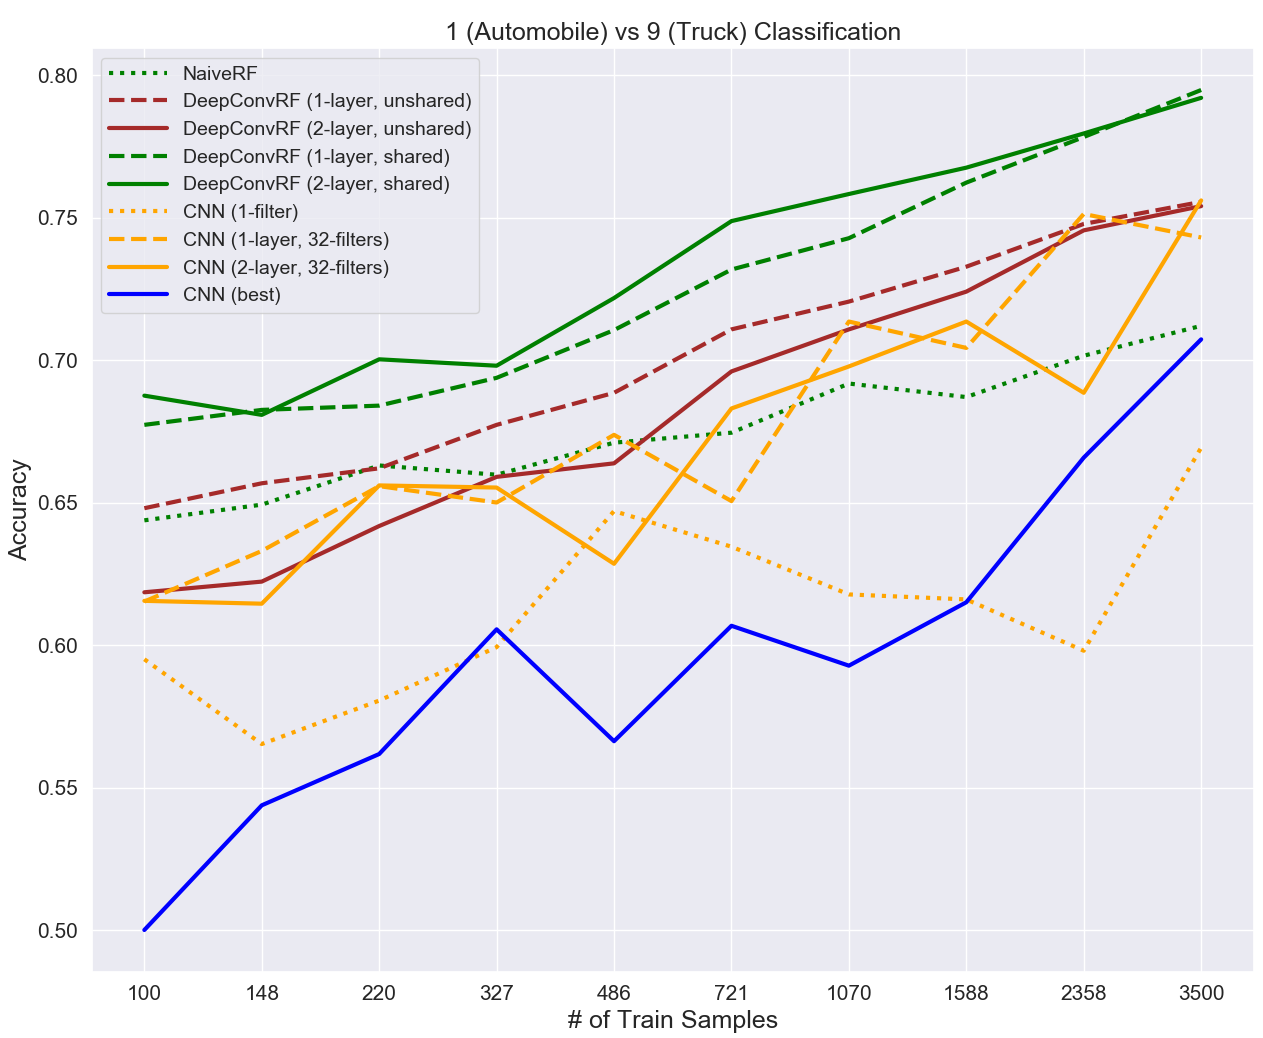 1 (Automobile) vs 9 (Truck) Classification
NaiveRF
DeepConvRF (1-layer, unshared)
DeepConvRF (2-layer, unshared)
DeepConvRF (1-layer, shared)
DeepConvRF (2-layer, shared)
CNN (1-filter)
CNN (1-layer, 32-filters)
CNN (2-layer, 32-filters)
CNN (best)
Accuracy
0.80
0.75
0.70
0.65
0.60
0.55
0.50
100 148 220 327 486 721 1070 1588 2358 3500
# of Train Samples